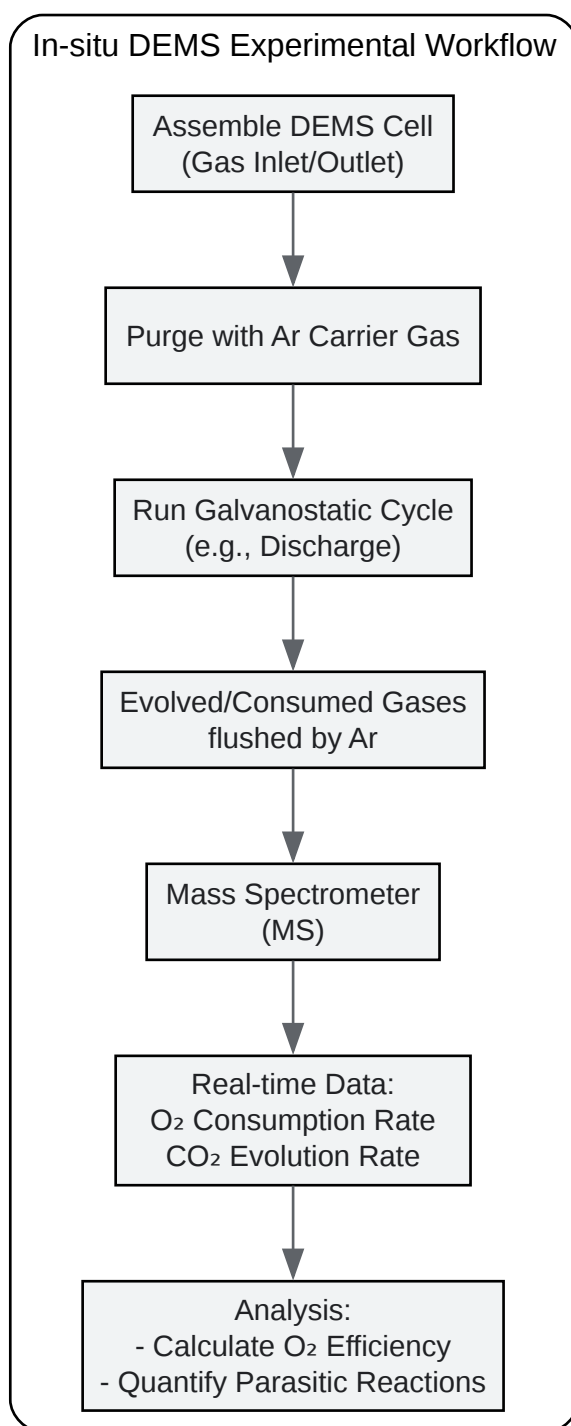 In-situ DEMS Experimental Workflow
Assemble DEMS Cell
(Gas Inlet/Outlet)
Purge with Ar Carrier Gas
Run Galvanostatic Cycle
(e.g., Discharge)
Evolved/Consumed Gases
flushed by Ar
Mass Spectrometer
(MS)
Real-time Data:
O₂ Consumption Rate
CO₂ Evolution Rate
Analysis:
- Calculate O₂ Efficiency
- Quantify Parasitic Reactions